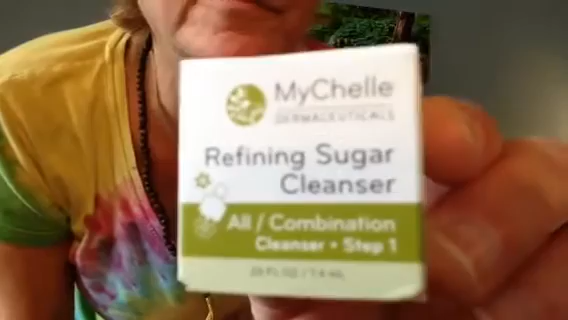 MyChelle
DERMACEUTICALS
Refining Sugar
Cleanser
All / Combination
Cleanser • Step 1